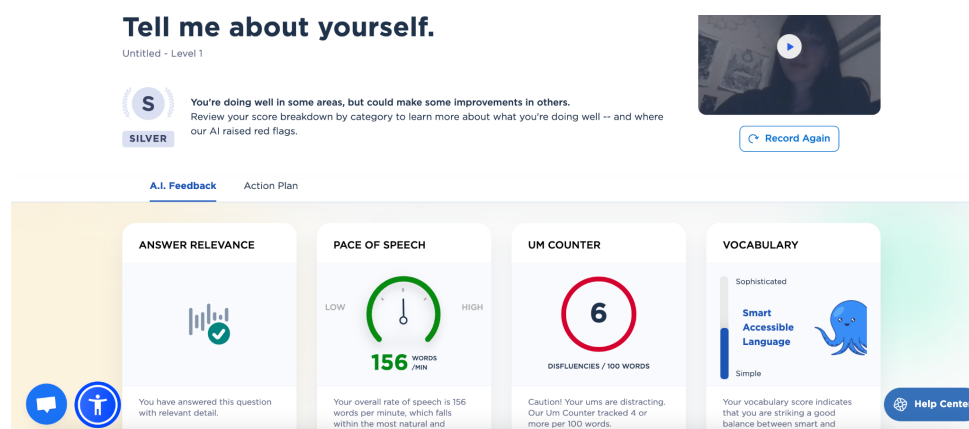 Tell me about yourself.
Untitled - Level 1
S
SILVER
You're doing well in some areas, but could make some improvements in others.
Review your score breakdown by category to learn more about what you're doing well -- and where
our AI raised red flags.
Record Again
A.I. Feedback
Action Plan
ANSWER RELEVANCE
You have answered this question
with relevant detail.
PACE OF SPEECH
LOW
HIGH
156 WORDS
/MIN
Your overall rate of speech is 156
words per minute, which falls
within the most natural and
UM COUNTER
6
DISFLUENCIES / 100 WORDS
Caution! Your ums are distracting.
Our Um Counter tracked 4 or
more per 100 words.
VOCABULARY
Sophisticated
Smart
Accessible
Language
Simple
Your vocabulary score indicates
that you are striking a good
balance between smart and
Help Center